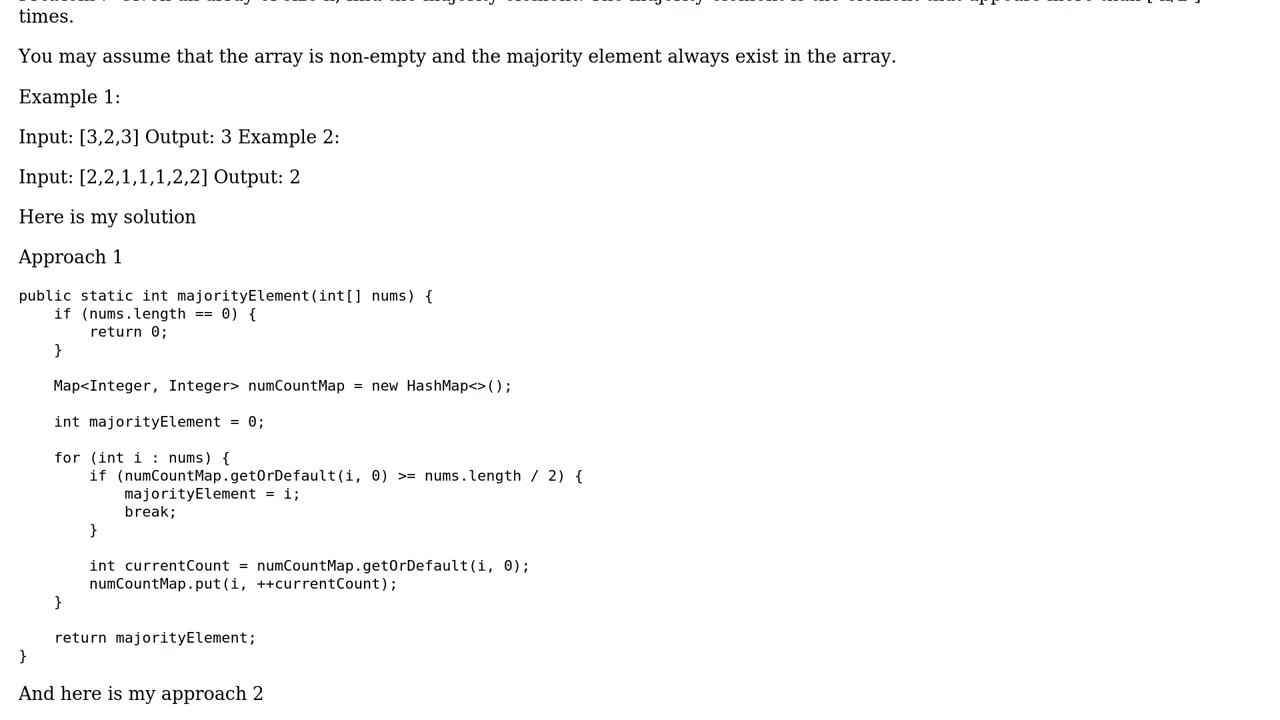 times.
You may assume that the array is non-empty and the majority element always exist in the array.
Example 1:
Input: [3,2,3] Output: 3 Example 2:
Input: [2,2,1,1,1,2,2] Output: 2
Here is my solution
Approach 1
public static int majorityElement(int[] nums) {
    if (nums.length == 0) {
        return 0;
    }
    Map<Integer, Integer> numCountMap = new HashMap<>();
    int majorityElement = 0;
    for (int i : nums) {
        if (numCountMap.getOrDefault(i, 0) >= nums.length / 2) {
            majorityElement = i;
            break;
        }
        int currentCount = numCountMap.getOrDefault(i, 0);
        numCountMap.put(i, ++currentCount);
    }
    return majorityElement;
}
And here is my approach 2